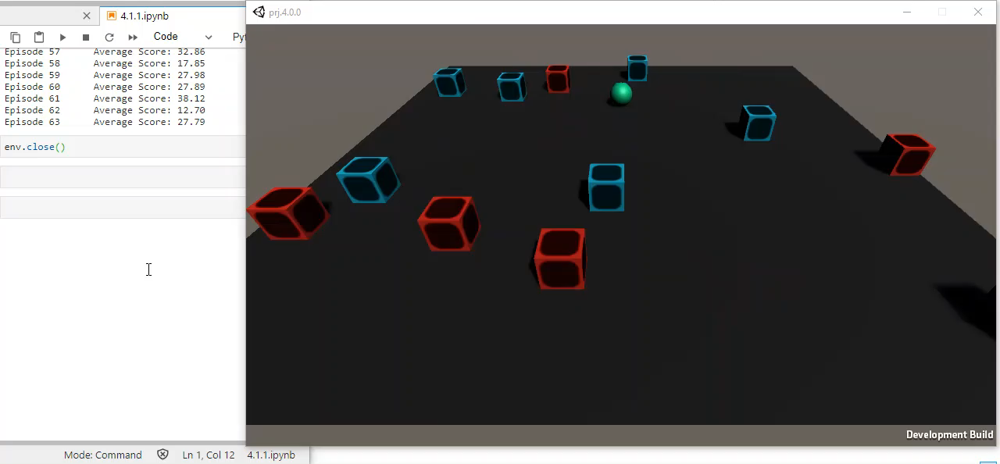 4.1.1.ipynb
Code
Py
Episode 57 Average Score: 32.86
Episode 58 Average Score: 17.85
Episode 59 Average Score: 27.98
Episode 60 Average Score: 27.89
Episode 61 Average Score: 38.12
Episode 62 Average Score: 12.70
Episode 63 Average Score: 27.79
env.close()
Mode: Command Ln 1, Col 12 4.1.1.ipynb
prj.4.0.0
Development Build